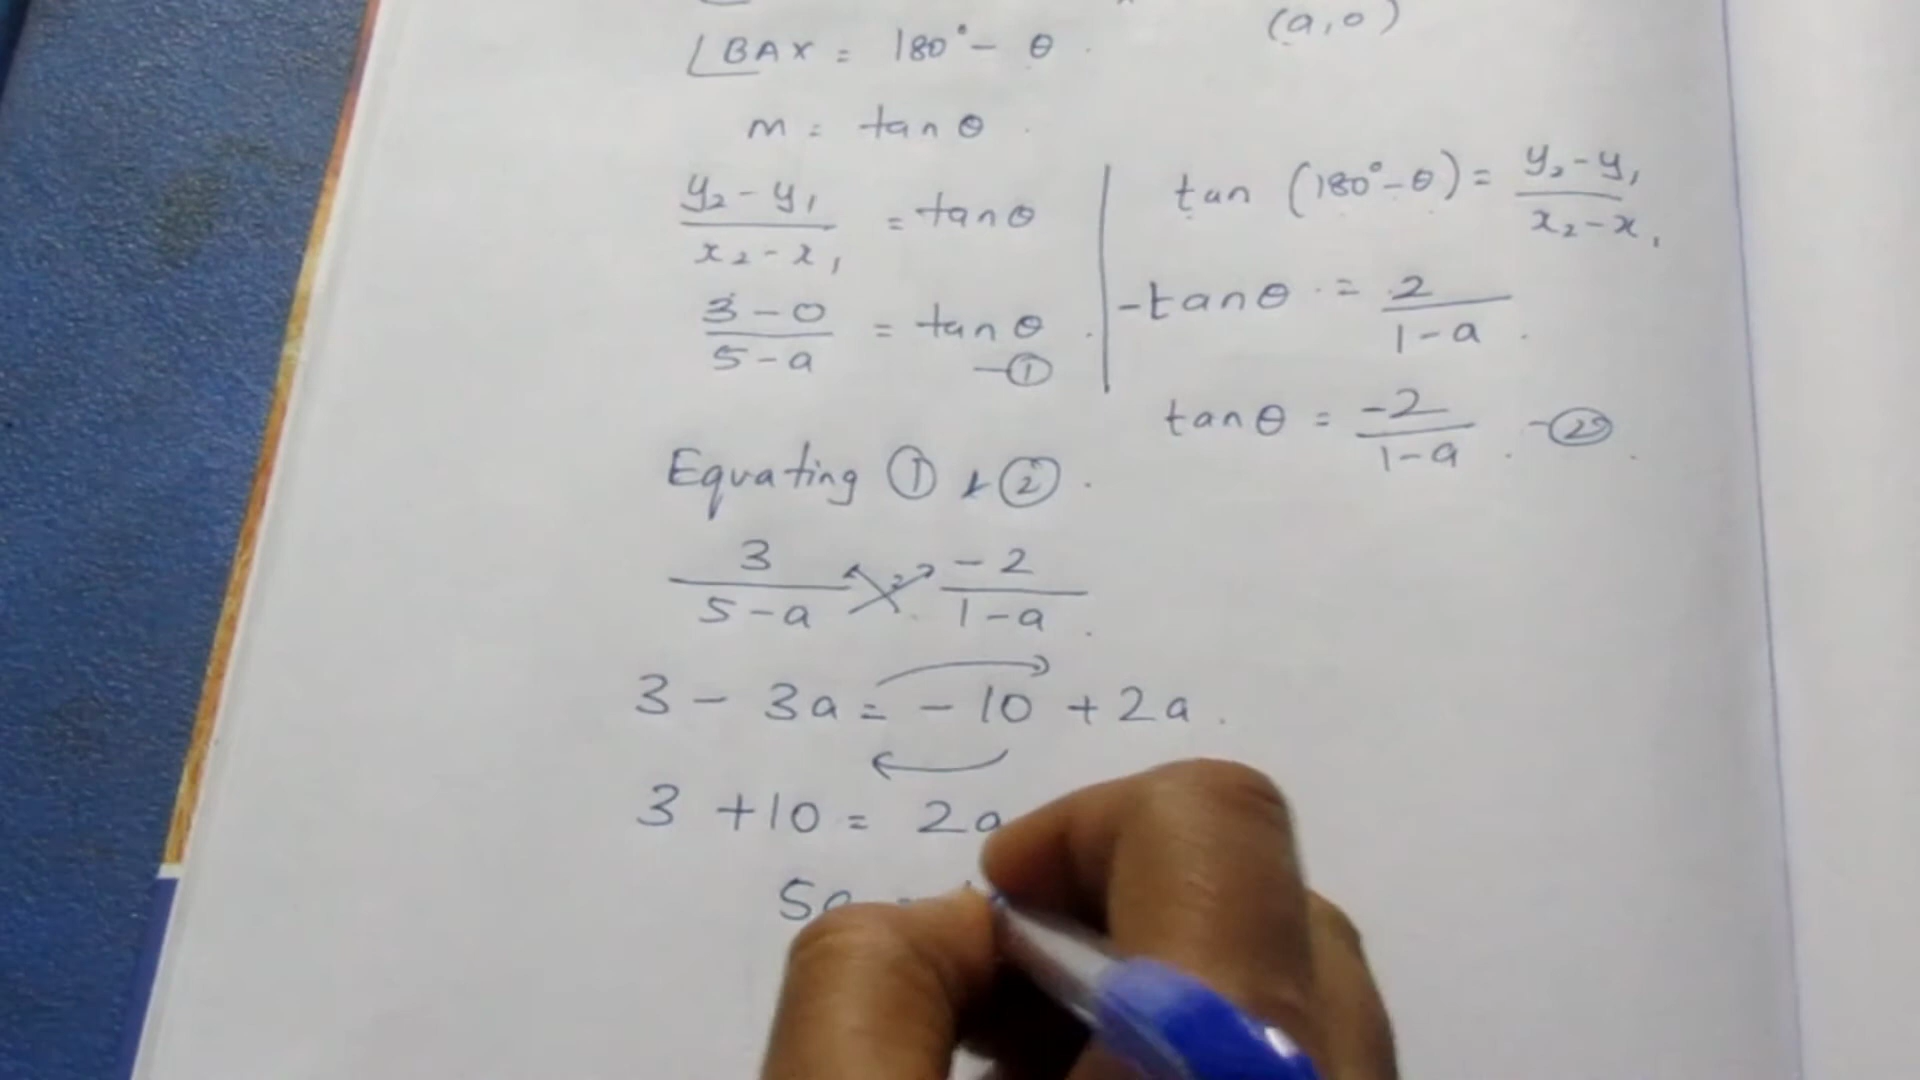 (a,0)
∠BAX = 180° - θ
m = tan θ
y₂ - y₁ / x₂ - x₁ = tan θ
3 - 0 / 5 - a = tan θ - ①
tan (180° - θ) = y₂ - y₁ / x₂ - x₁
- tan θ = 2 / 1 - a
tan θ = -2 / 1 - a - ②
Equating ① & ②
3 / 5 - a = -2 / 1 - a
3 - 3a = - 10 + 2a
3 + 10 = 2a
5a =